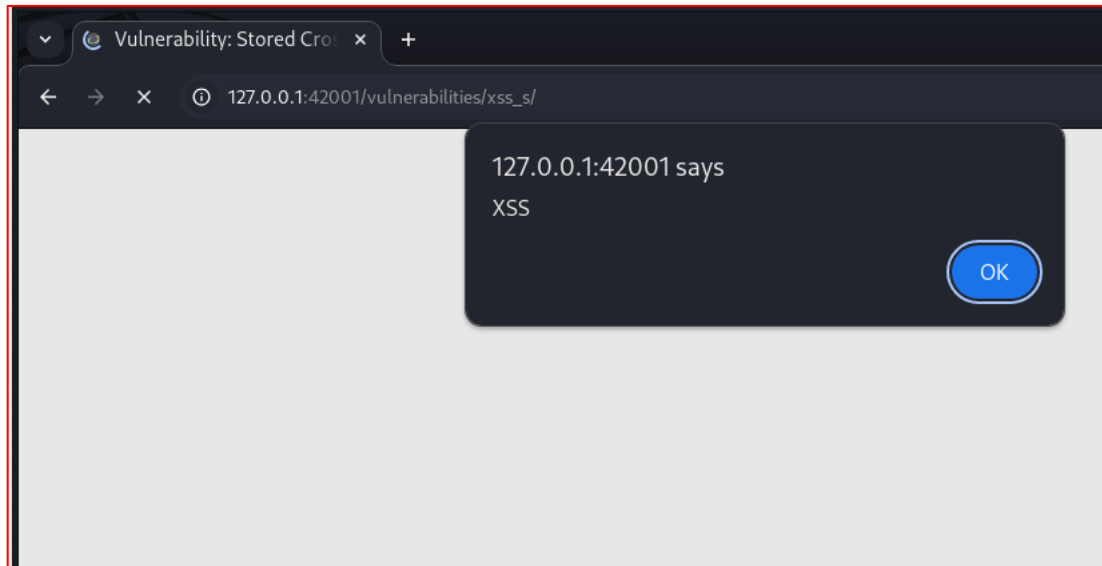 Vulnerability: Stored Cros
127.0.0.1:42001/vulnerabilities/xss_s/
127.0.0.1:42001 says
XSS
OK